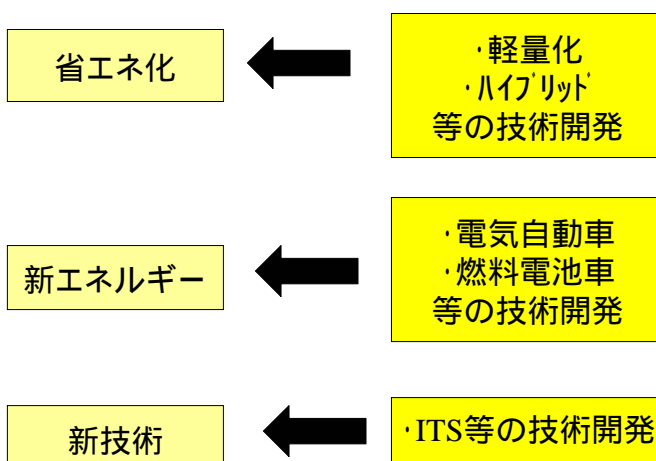 省エネ化
・軽量化
・ﾊｲﾌﾞﾘｯﾄﾞ
等の技術開発
新エネルギー
・電気自動車
・燃料電池車
等の技術開発
新技術
・ITS等の技術開発